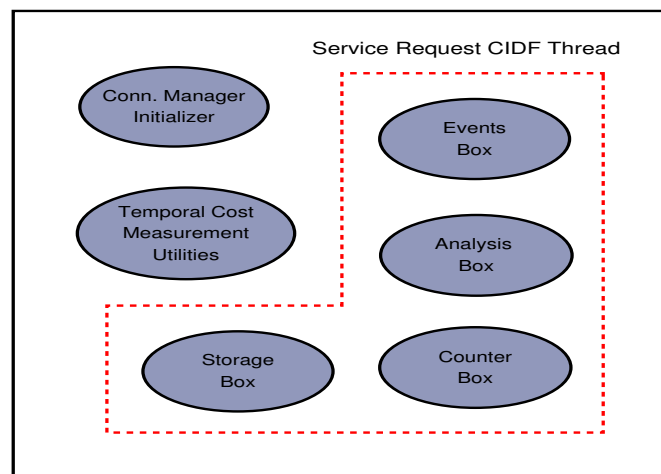 Service Request CIDF Thread
Conn. Manager
Initializer
Events
Box
Temporal Cost
Measurement
Utilities
Analysis
Box
Storage
Box
Counter
Box